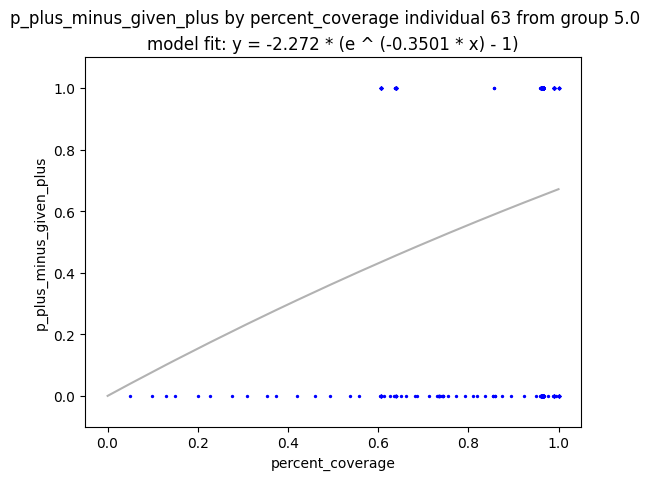 p_plus_minus_given_plus by percent_coverage individual 63 from group 5.0
model fit: y = -2.272 * (e ^ (-0.3501 * x) - 1)
1.0
0.8
0.6
0.4
0.2
0.0
p_plus_minus_given_plus
0.0 0.2 0.4 0.6 0.8 1.0
percent_coverage